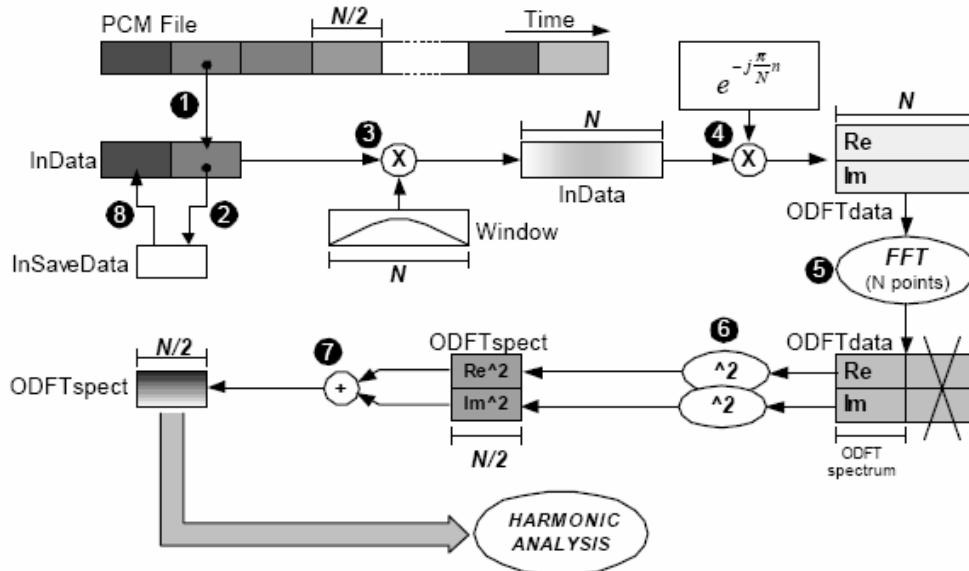 PCM File
N/2
Time
1
InData
3
X
N
InData
4
e^{-j\frac{\pi}{N}n}
X
N
Re
Im
ODFTdata
8
2
InSaveData
Window
N
5
FFT
(N points)
N/2
ODFTspect
7
+
ODFTspect
Re^2
Im^2
N/2
6
^2
^2
ODFTdata
Re
Im
ODFT
spectrum
HARMONIC
ANALYSIS